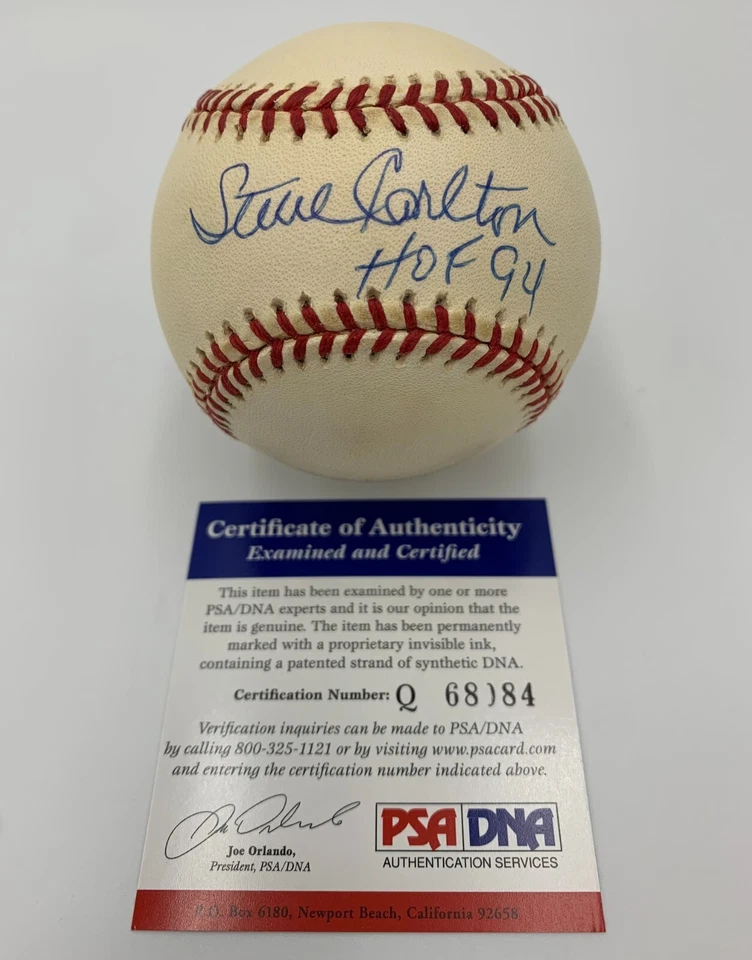 Steve Carlton
HOF 94
Certificate of Authenticity
Examined and Certified
This item has been examined by one or more
PSA/DNA experts and it is our opinion that the
item is genuine. The item has been permanently
marked with a proprietary invisible ink,
containing a patented strand of synthetic DNA.
Certification Number: Q 68084
Verification inquiries can be made to PSA/DNA
by calling 800-325-1121 or by visiting www.psacard.com
and entering the certification number indicated above.
Joe Orlando,
President, PSA/DNA
PSA DNA
AUTHENTICATION SERVICES
P.O. Box 6180, Newport Beach, California 92658